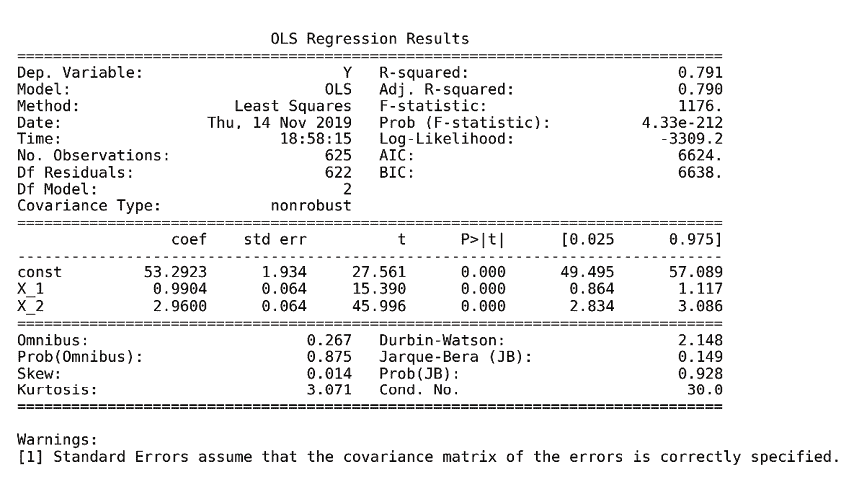 OLS Regression Results
==============================================================================
Dep. Variable:                      Y   R-squared:                       0.791
Model:                            OLS   Adj. R-squared:                  0.790
Method:                 Least Squares   F-statistic:                     1176.
Date:                Thu, 14 Nov 2019   Prob (F-statistic):          4.33e-212
Time:                        18:58:15   Log-Likelihood:                -3309.2
No. Observations:                 625   AIC:                             6624.
Df Residuals:                     622   BIC:                             6638.
Df Model:                           2
Covariance Type:            nonrobust
==============================================================================
                 coef    std err          t      P>|t|      [0.025      0.975]
------------------------------------------------------------------------------
const         53.2923      1.934     27.561      0.000      49.495      57.089
X_1            0.9904      0.064     15.390      0.000       0.864       1.117
X_2            2.9600      0.064     45.996      0.000       2.834       3.086
==============================================================================
Omnibus:                        0.267   Durbin-Watson:                   2.148
Prob(Omnibus):                  0.875   Jarque-Bera (JB):                0.149
Skew:                           0.014   Prob(JB):                        0.928
Kurtosis:                       3.071   Cond. No.                         30.0
==============================================================================

Warnings:
[1] Standard Errors assume that the covariance matrix of the errors is correctly specified.